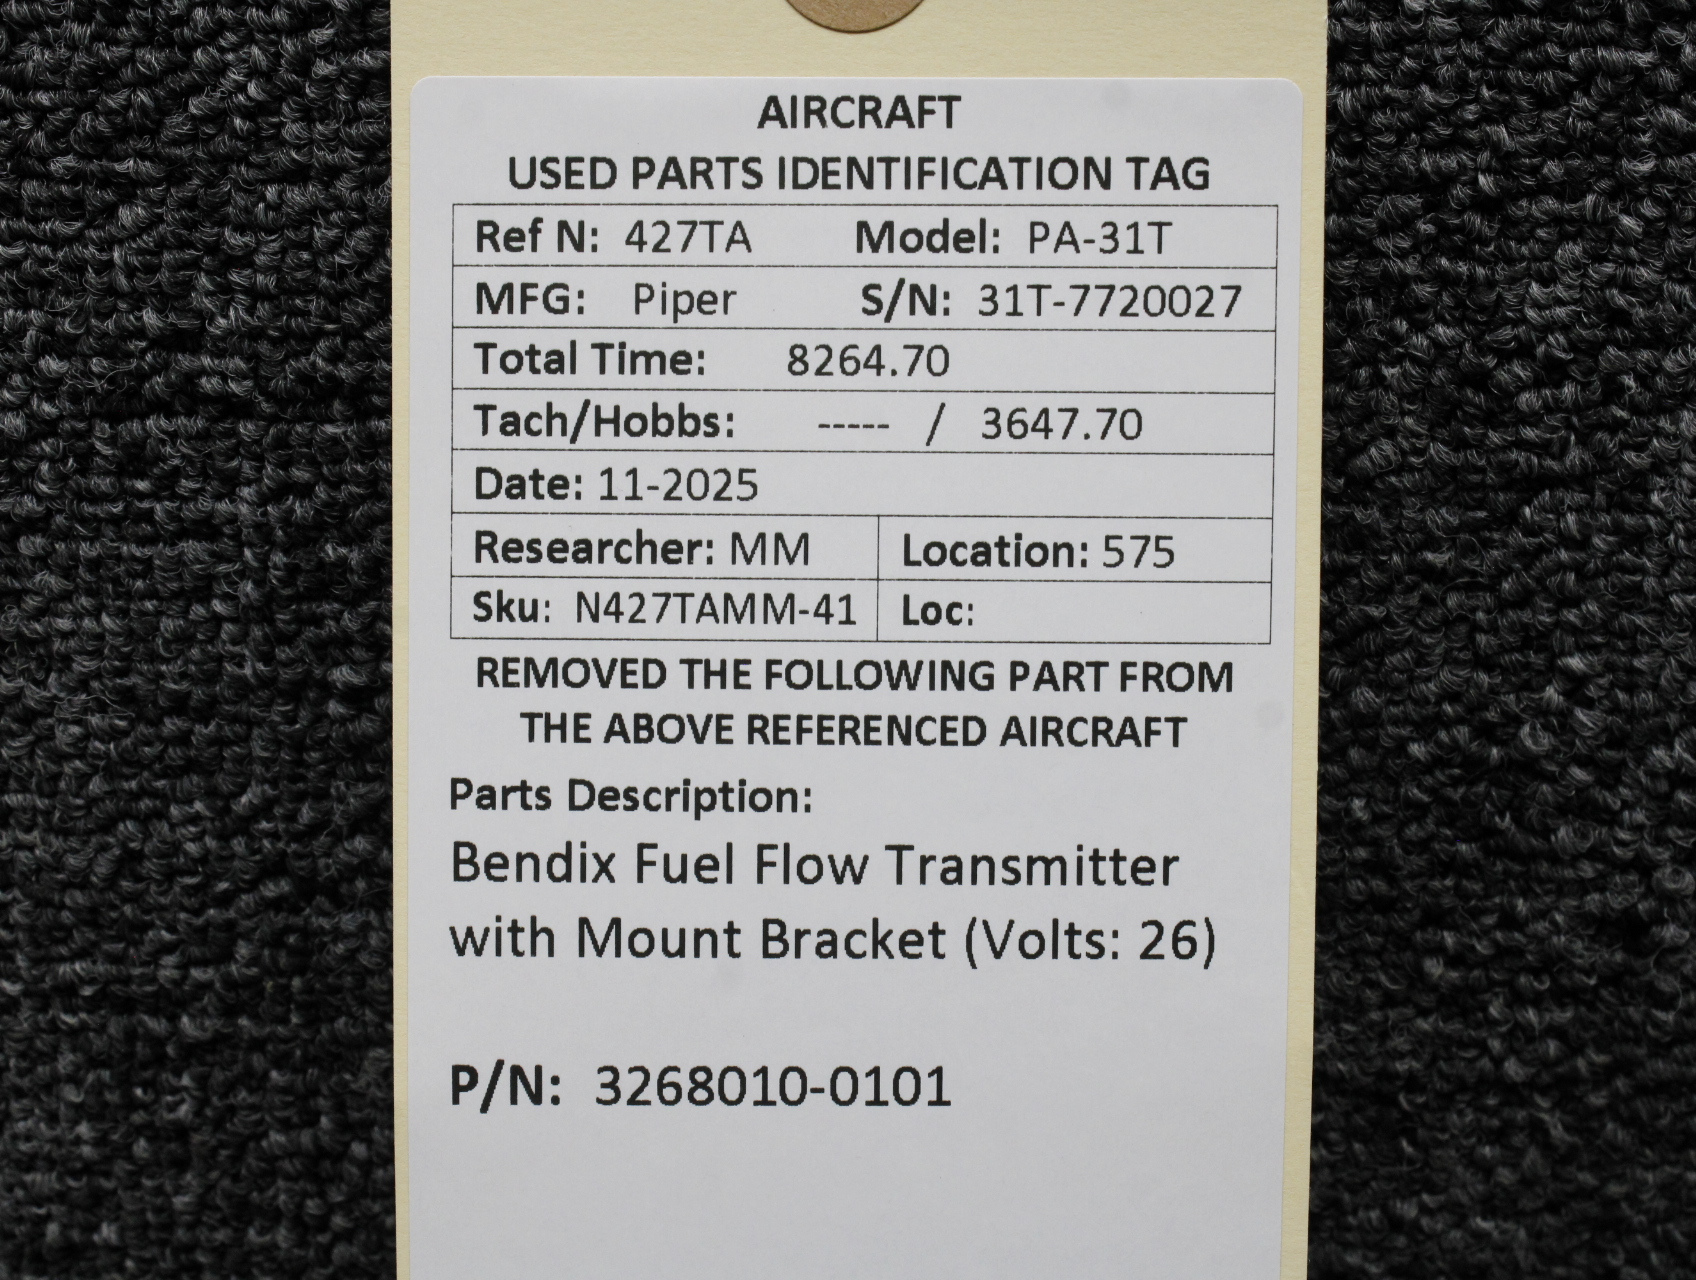 AIRCRAFT
USED PARTS IDENTIFICATION TAG
Ref N: 427TA Model: PA-31T
MFG: Piper S/N: 31T-7720027
Total Time: 8264.70
Tach/Hobbs: ----- / 3647.70
Date: 11-2025
Researcher: MM Location: 575
Sku: N427TAMM-41 Loc:
REMOVED THE FOLLOWING PART FROM
THE ABOVE REFERENCED AIRCRAFT
Parts Description:
Bendix Fuel Flow Transmitter
with Mount Bracket (Volts: 26)
P/N: 3268010-0101